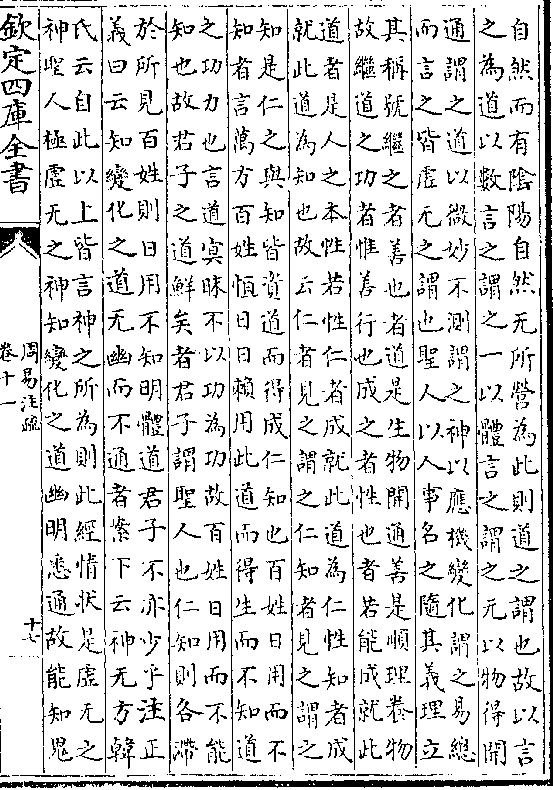 自然而有陰陽自然无所營為此則道之謂也故以言
之為道以數言之謂之一以體言之謂之无以物得開
通謂之道以微妙不測謂之神以應機變化謂之易總
而言之皆虛无之謂也聖人以人事名之隨其義理立
其稱號繼之者善也者道是生物開通善是順理養物
故繼道之功者惟善行也成之者性也者若能成就此
道者是人之本性若性仁者成就此道為仁性知者成
就此道為知也故云仁者見之謂之仁知者見之謂之
知是仁之與知皆資道而得成仁知也百姓日用而不
知者言萬方百姓恒日日賴用此道而得生而不知道
之功力也言道冥昧不以功為功故百姓日用而不能
知也故君子之道鮮矣者君子謂聖人也仁知則各滯
於所見百姓則日用不知明體道君子不亦少乎注正
義曰云知變化之道无幽而不通者案下云神无方韓
氏云自此以上皆言神之所為則此經情狀是虛无之
神聖人極虛无之神知變化之道幽明悉通故能知鬼
欽定四庫全書
周易注疏
卷十一
十七